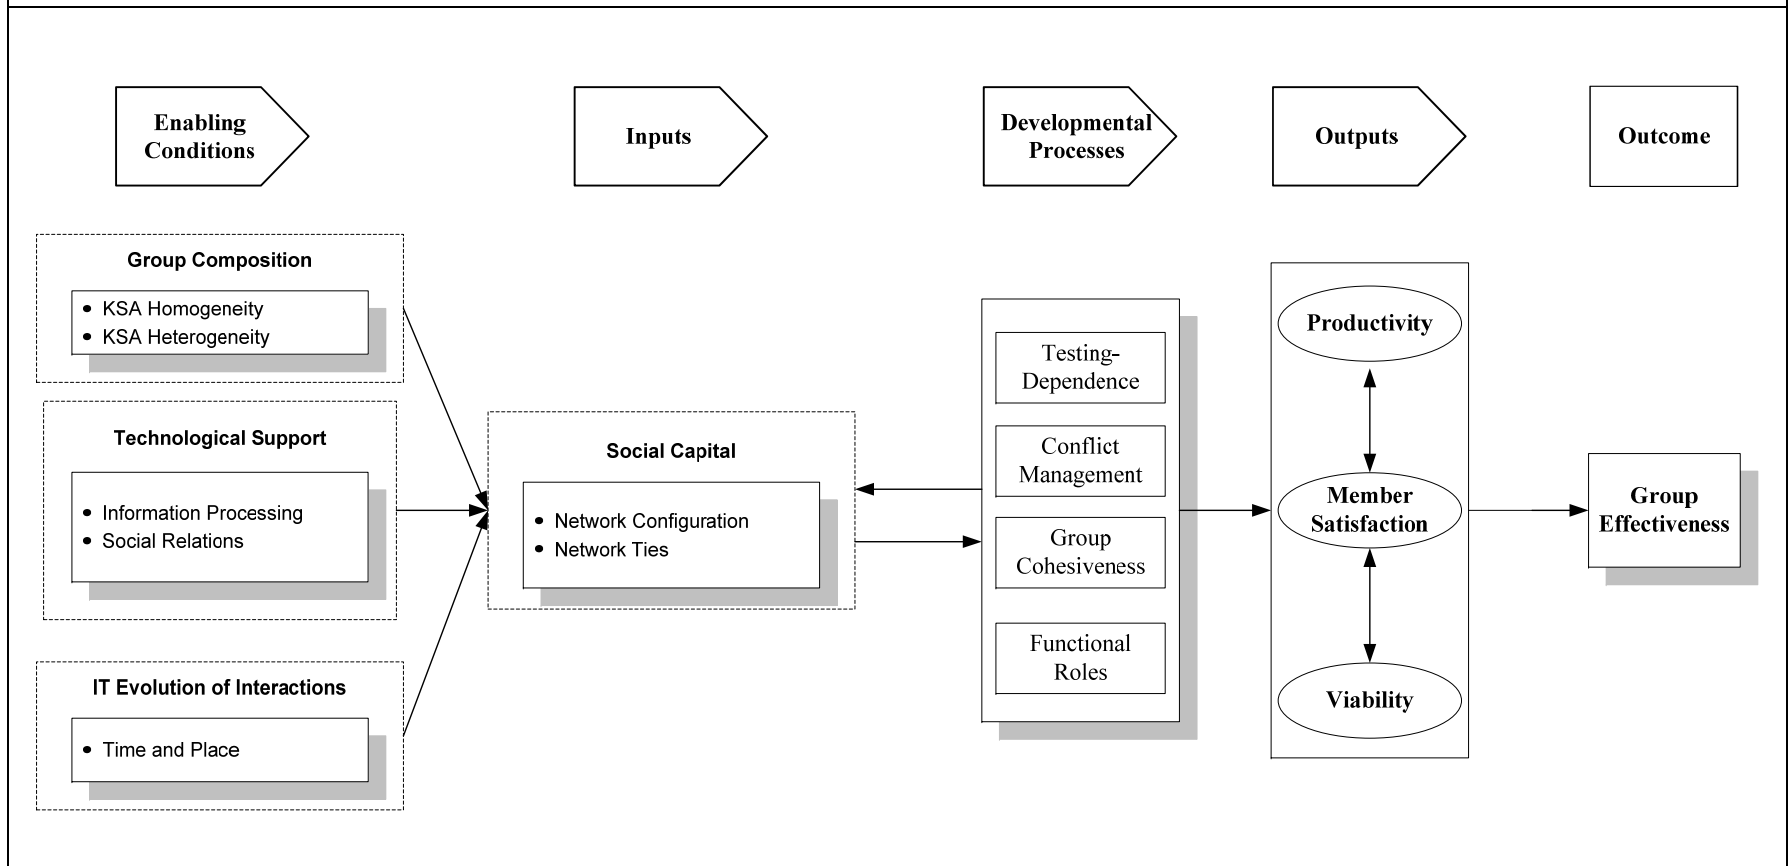 Enabling
Conditions
Inputs
Developmental
Processes
Outputs
Outcome
Group Composition
• KSA Homogeneity
• KSA Heterogeneity
Technological Support
• Information Processing
• Social Relations
IT Evolution of Interactions
• Time and Place
Social Capital
• Network Configuration
• Network Ties
Testing-
Dependence
Conflict
Management
Group
Cohesiveness
Functional
Roles
Productivity
Member
Satisfaction
Viability
Group
Effectiveness